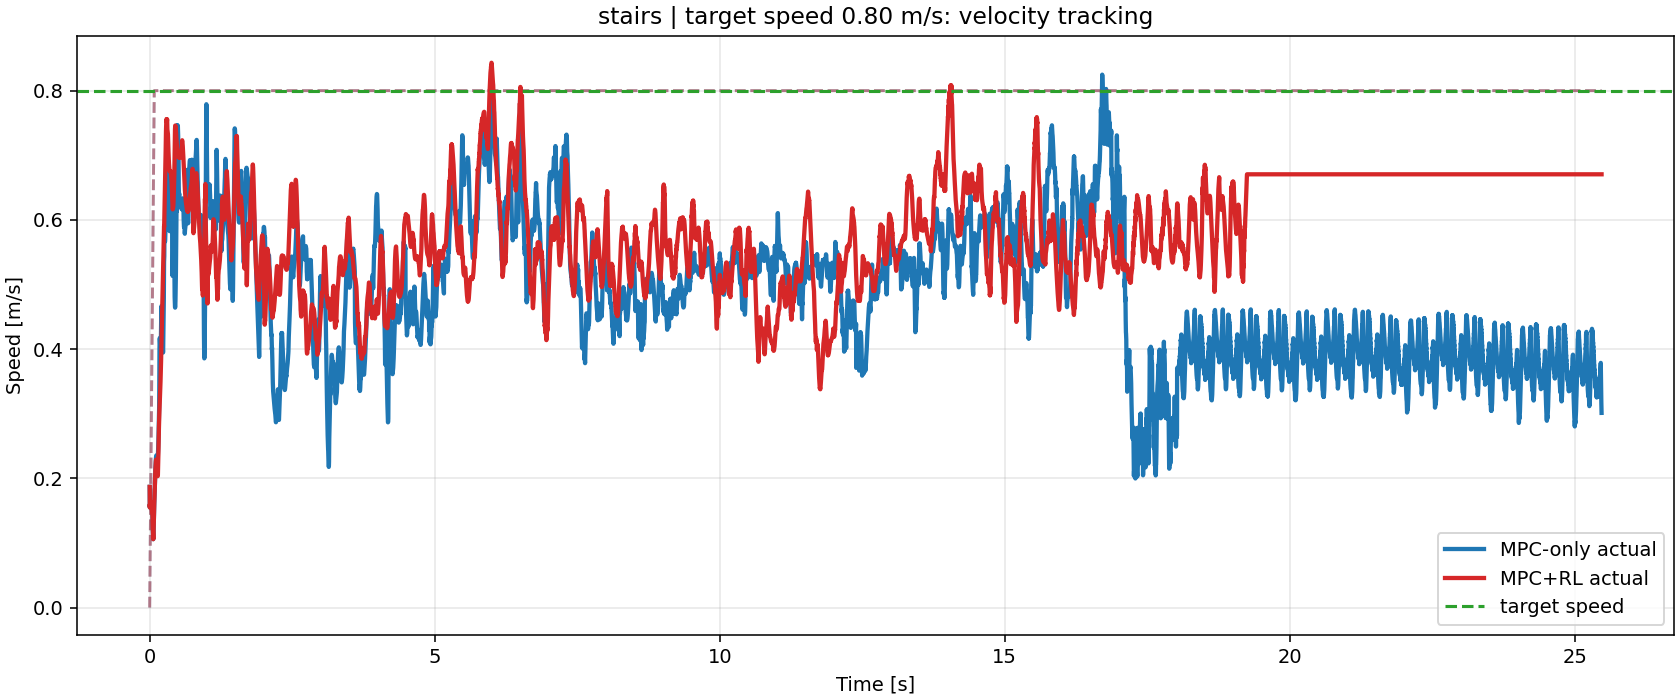 stairs | target speed 0.80 m/s: velocity tracking
Speed [m/s]
0.8
0.6
0.4
0.2
0.0
0
5
10
15
20
25
Time [s]
MPC-only actual
MPC+RL actual
target speed